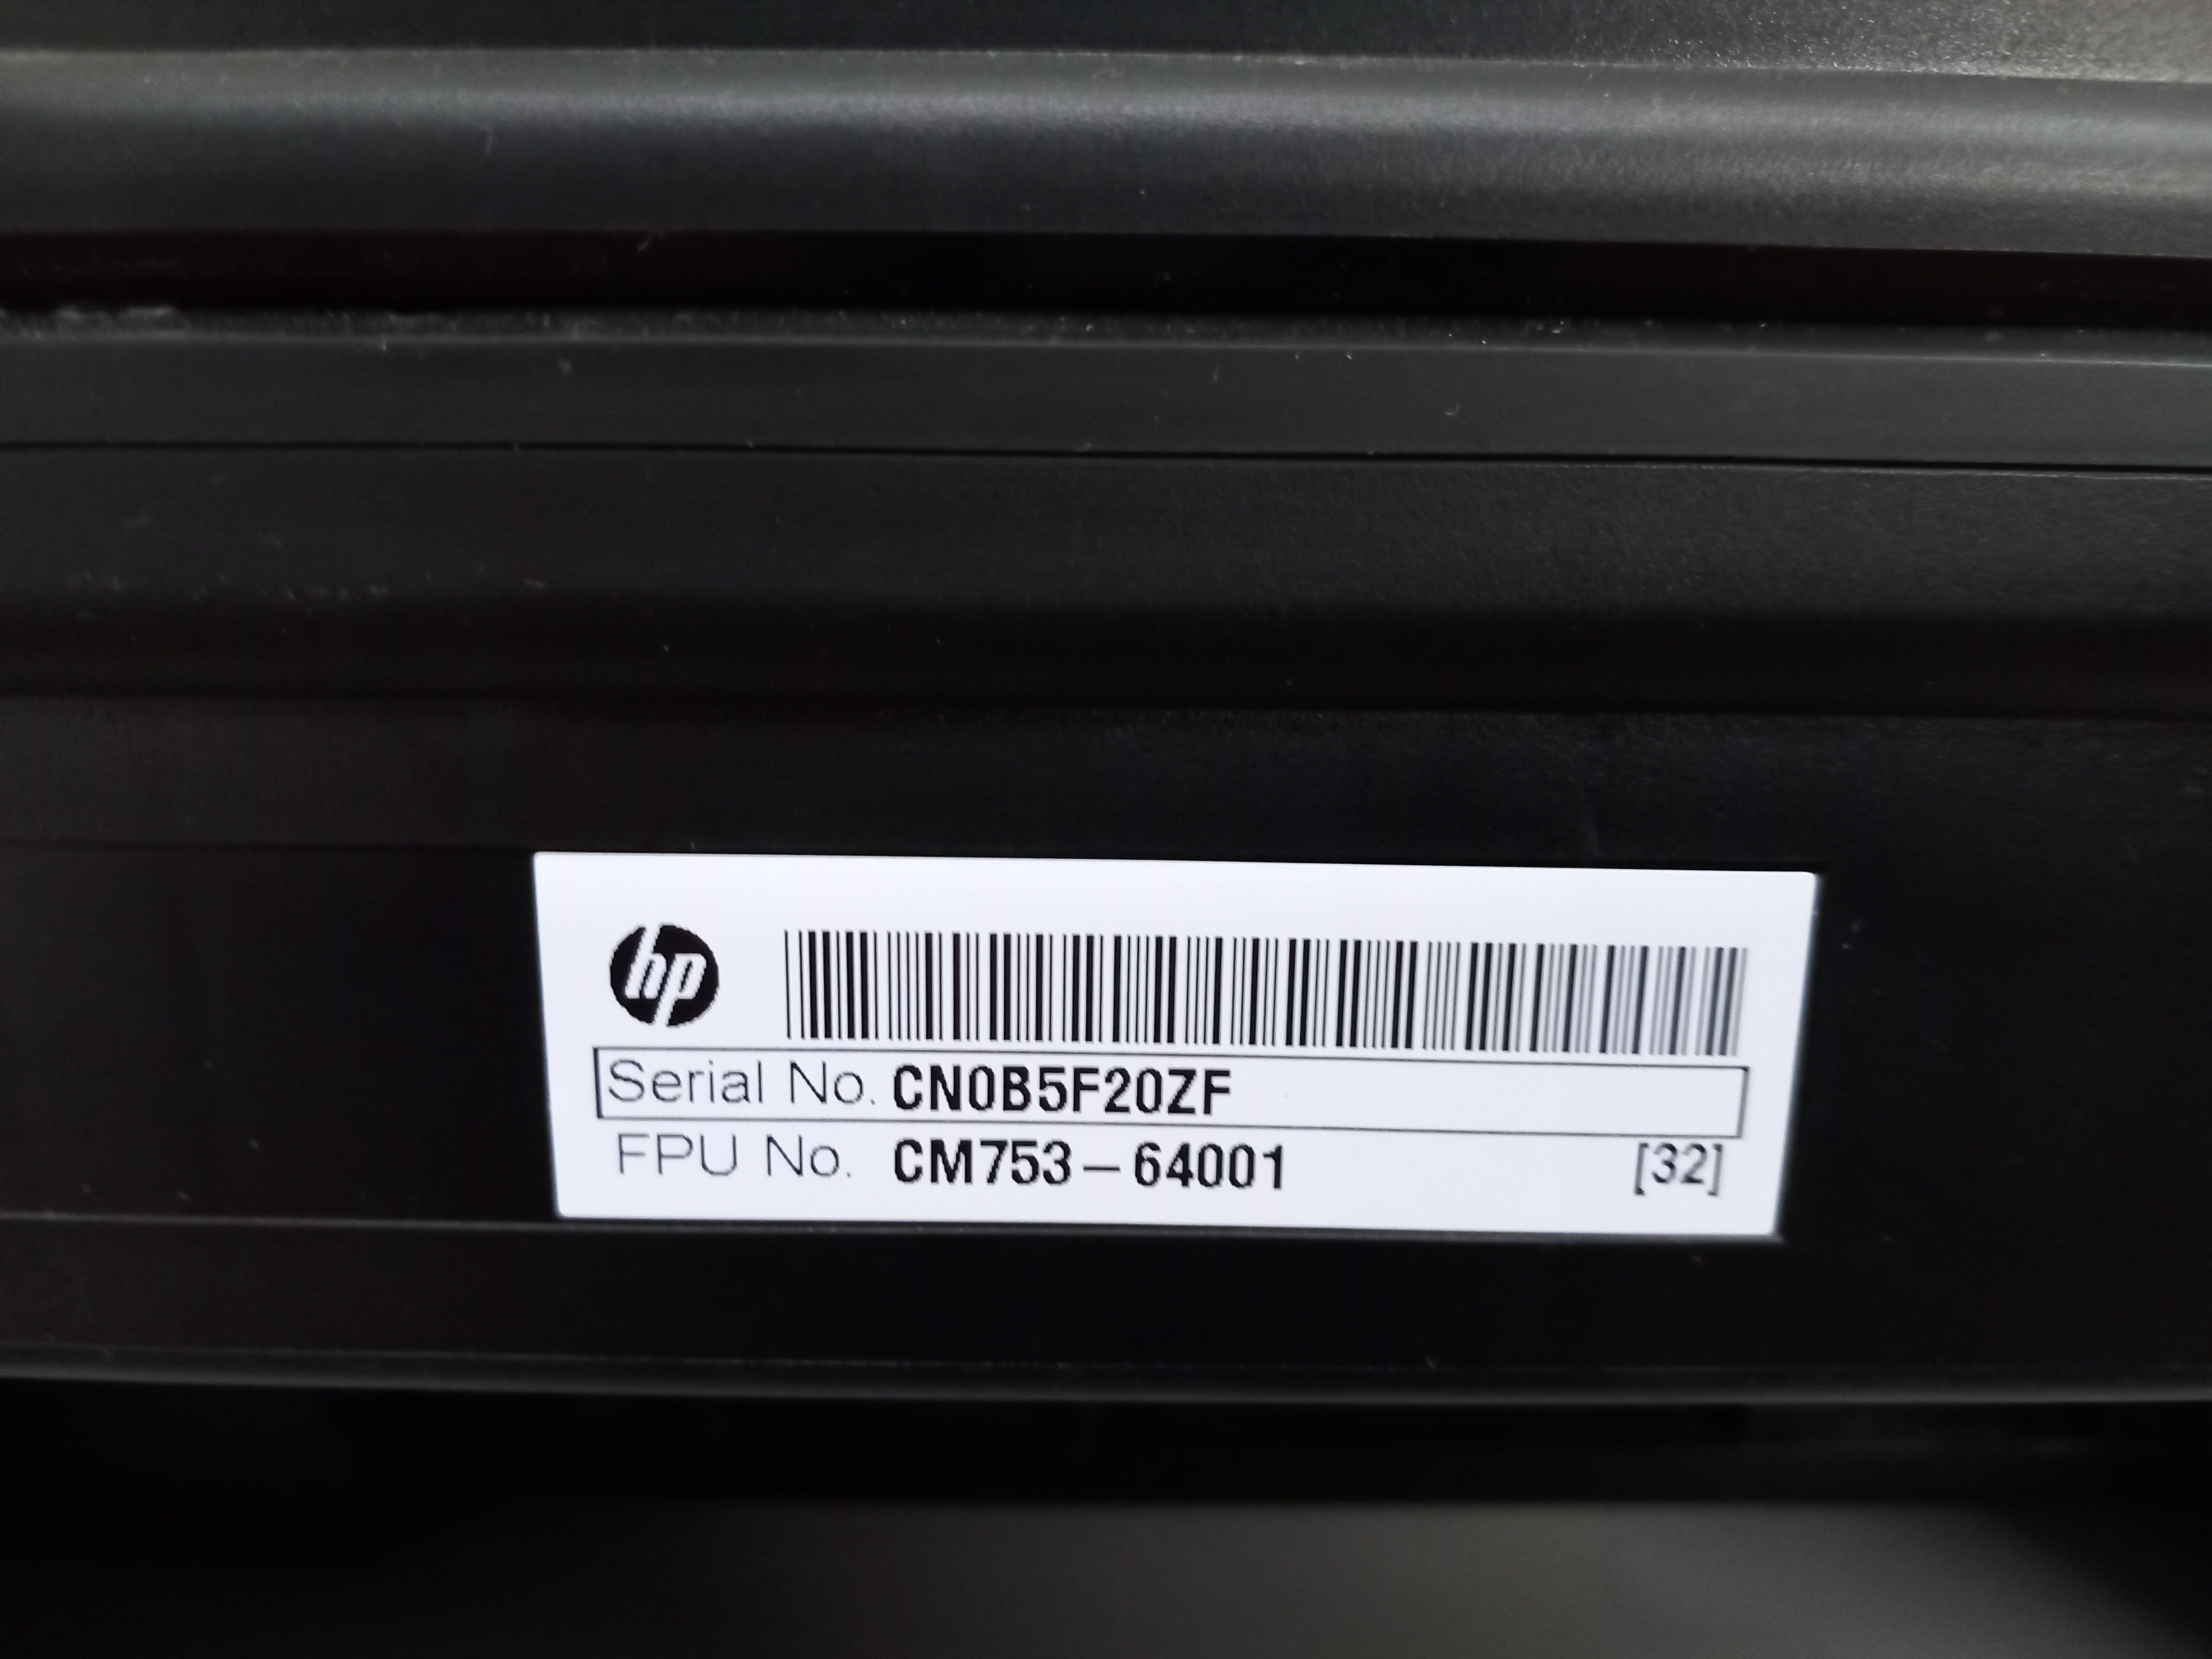 hp
Serial No. CN0B5F20ZF
FPU No. CM753-64001 [32]